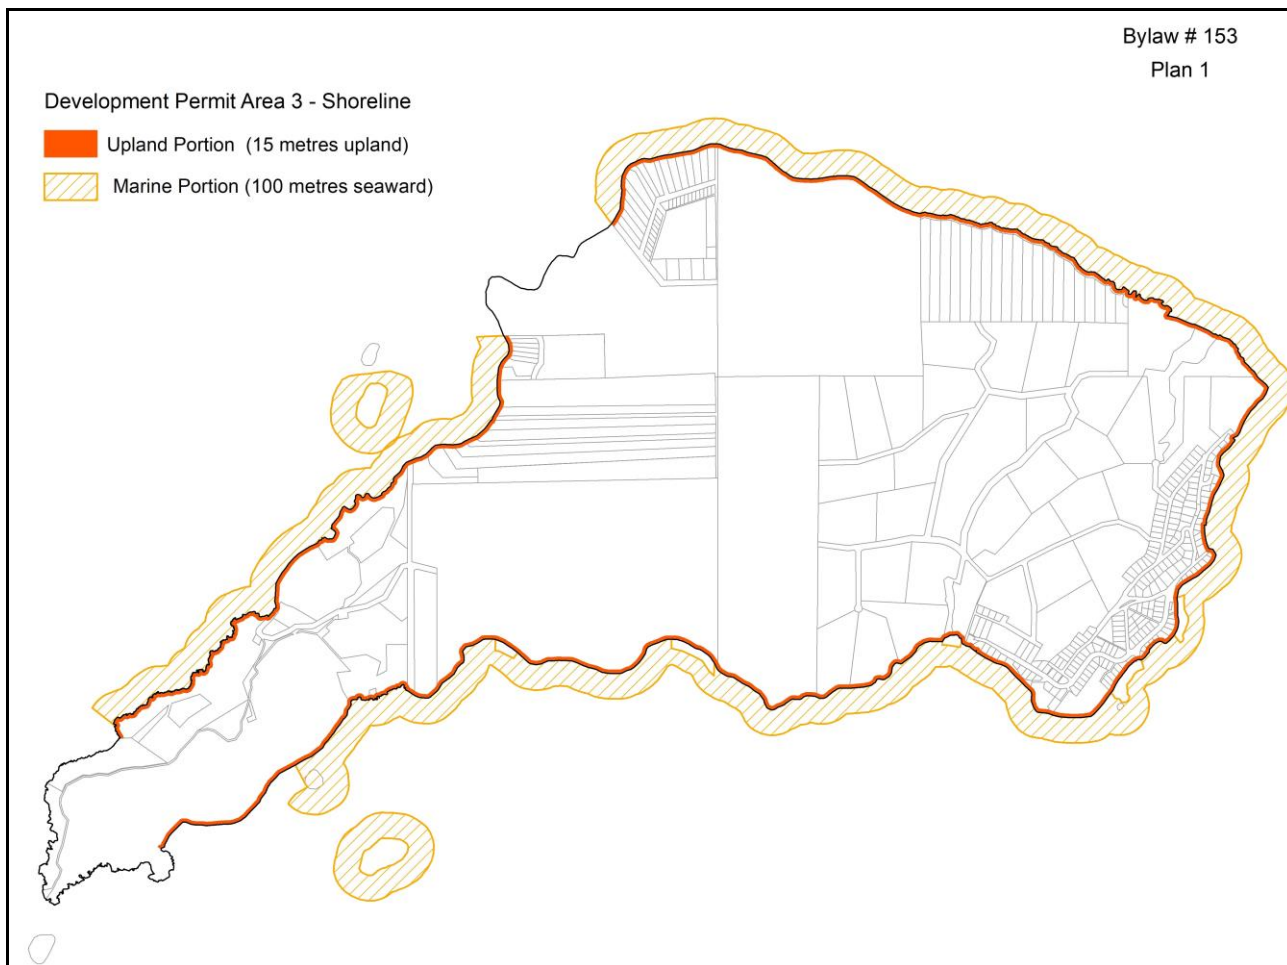 Bylaw # 153
Plan 1
Development Permit Area 3 - Shoreline
Upland Portion (15 metres upland)
Marine Portion (100 metres seaward)